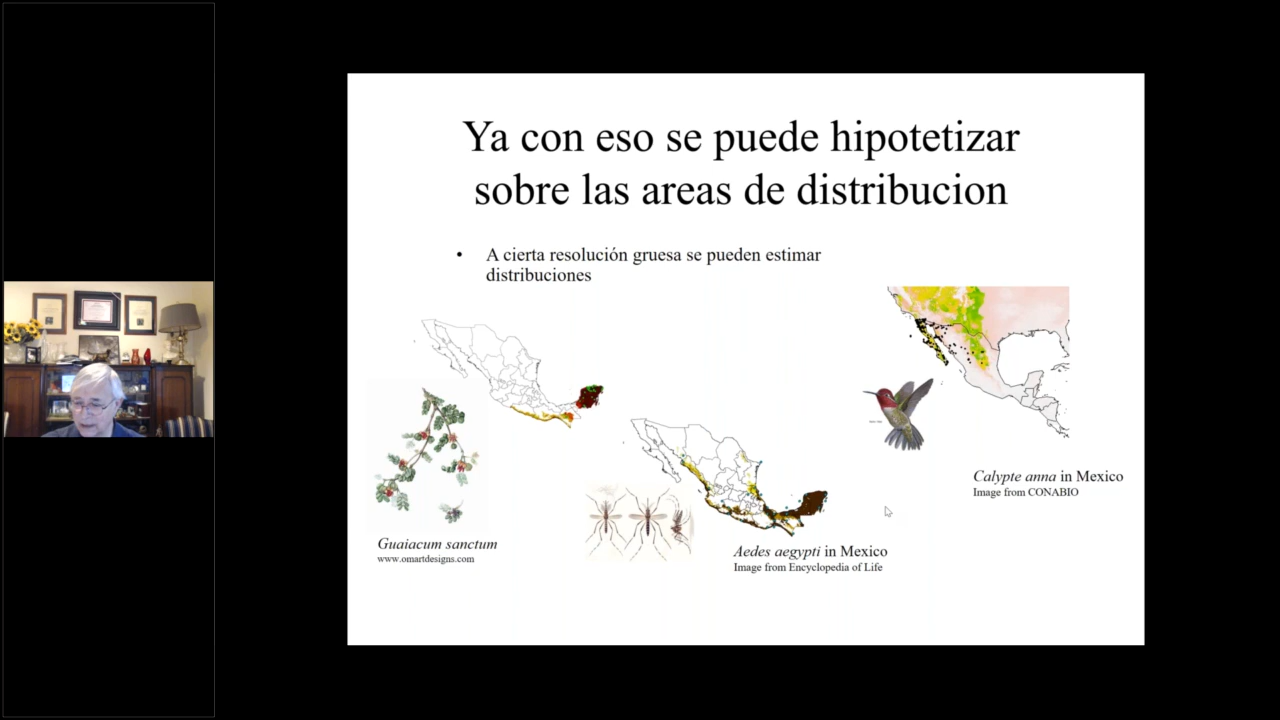 Ya con eso se puede hipotetizar
sobre las areas de distribucion
• A cierta resolución gruesa se pueden estimar
distribuciones
Guaiacum sanctum
www.omartdesigns.com
Aedes aegypti in Mexico
Image from Encyclopedia of Life
Calypte anna in Mexico
Image from CONABIO